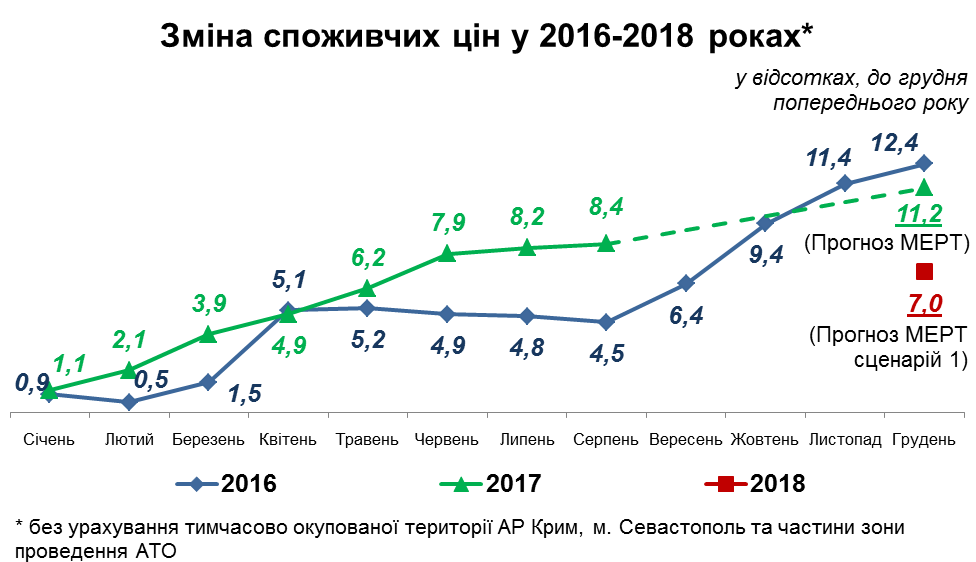 Зміна споживчих цін у 2016-2018 роках*
у відсотках, до грудня
попереднього року
12,4
11,4
11,2
(Прогноз МЕРТ)
9,4
8,4
8,2
7,9
6,2
5,1
3,9
4,9
2,1
1,1
0,9
0,5
1,5
5,2
4,9
4,8
4,5
6,4
7,0
(Прогноз МЕРТ
сценарій 1)
Січень Лютий Березень Квітень Травень Червень Липень Серпень Вересень Жовтень Листопад Грудень
2016 2017 2018
* без урахування тимчасово окупованої території АР Крим, м. Севастополь та частини зони
проведення АТО